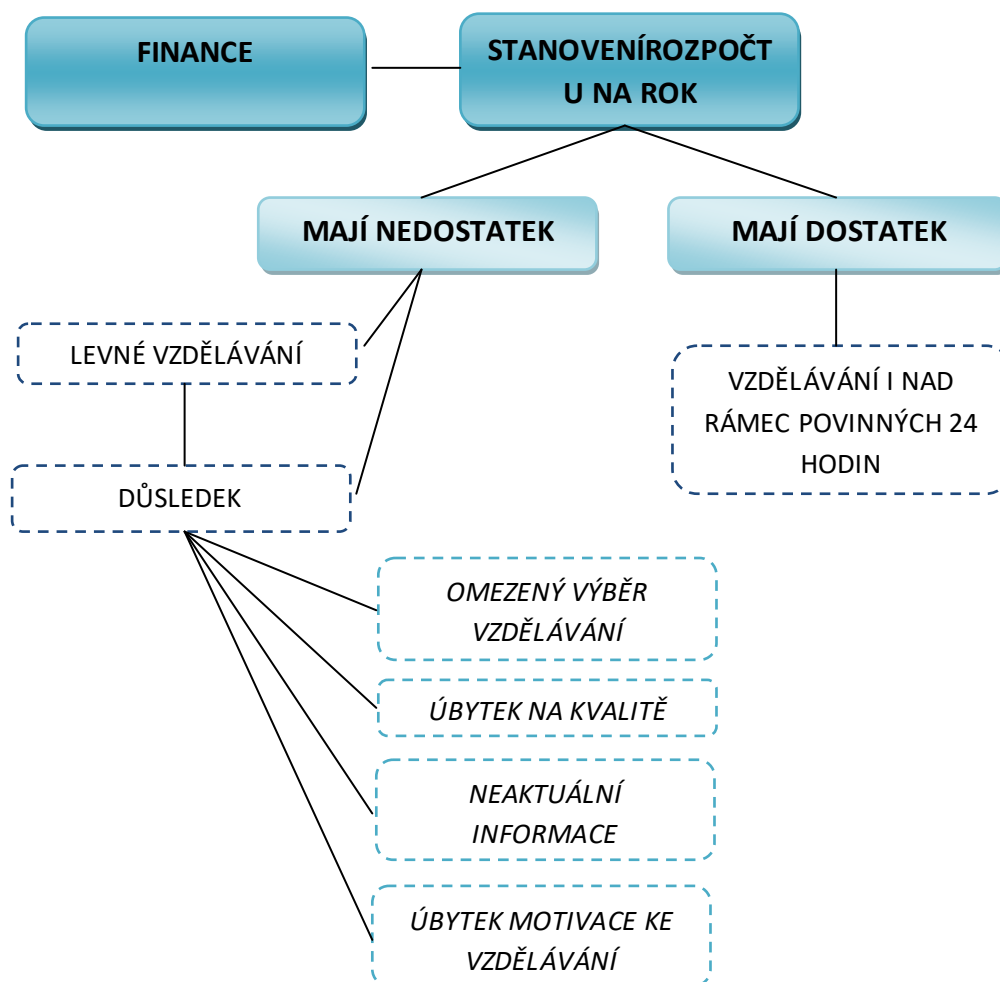 FINANCE
STANOVENÍROZPOČT
U NA ROK
MAJÍ NEDOSTATEK
MAJÍ DOSTATEK
LEVNÉ VZDĚLÁVÁNÍ
VZDĚLÁVÁNÍ I NAD
RÁMEC POVINNÝCH 24
HODIN
DŮSLEDEK
OMEZENÝ VÝBĚR
VZDĚLÁVÁNÍ
ÚBYTEK NA KVALITĚ
NEAKTUÁLNÍ
INFORMACE
ÚBYTEK MOTIVACE KE
VZDĚLÁVÁNÍ